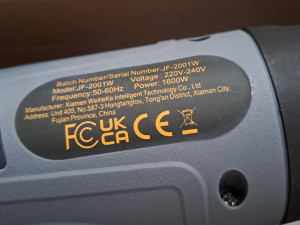 Batch Number/Serial Number:JF-2001W
Model:JF-2001W Voltage : 220V-240V
Frequency:50-60Hz Power: 1600W
Manufacturer: Xiamen WeiKeKe Intelligent Technology Co., Ltd
Address: Unit 405, No.587-3 Hongtangtou, Tong'an District, Xiamen City,
Fujian Province, China.
FC UK CA CE